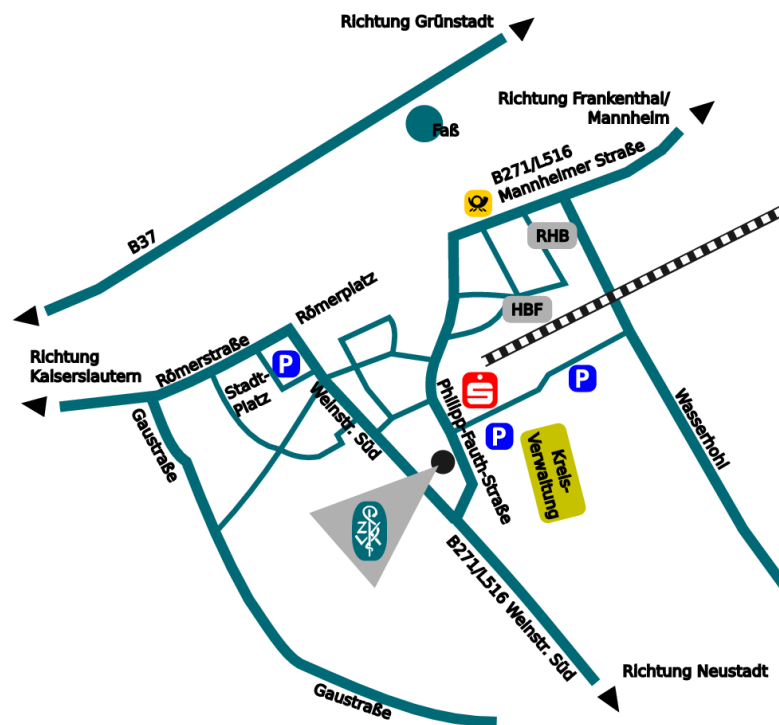 Richtung Grünstadt
Richtung Frankenthal/
Mannheim
Faß
B271/L516
Mannheimer Straße
B37
RHB
Römerplatz
HBF
Richtung
Kaiserslautern
Römerstraße
P
Stadt-
Platz
P
Weinstr. Süd
Philipp-Fauth-Straße
Wasserhohl
Gaustraße
P
Kreis-
Verwaltung
B271/L516 Weinstr. Süd
Richtung Neustadt
Gaustraße